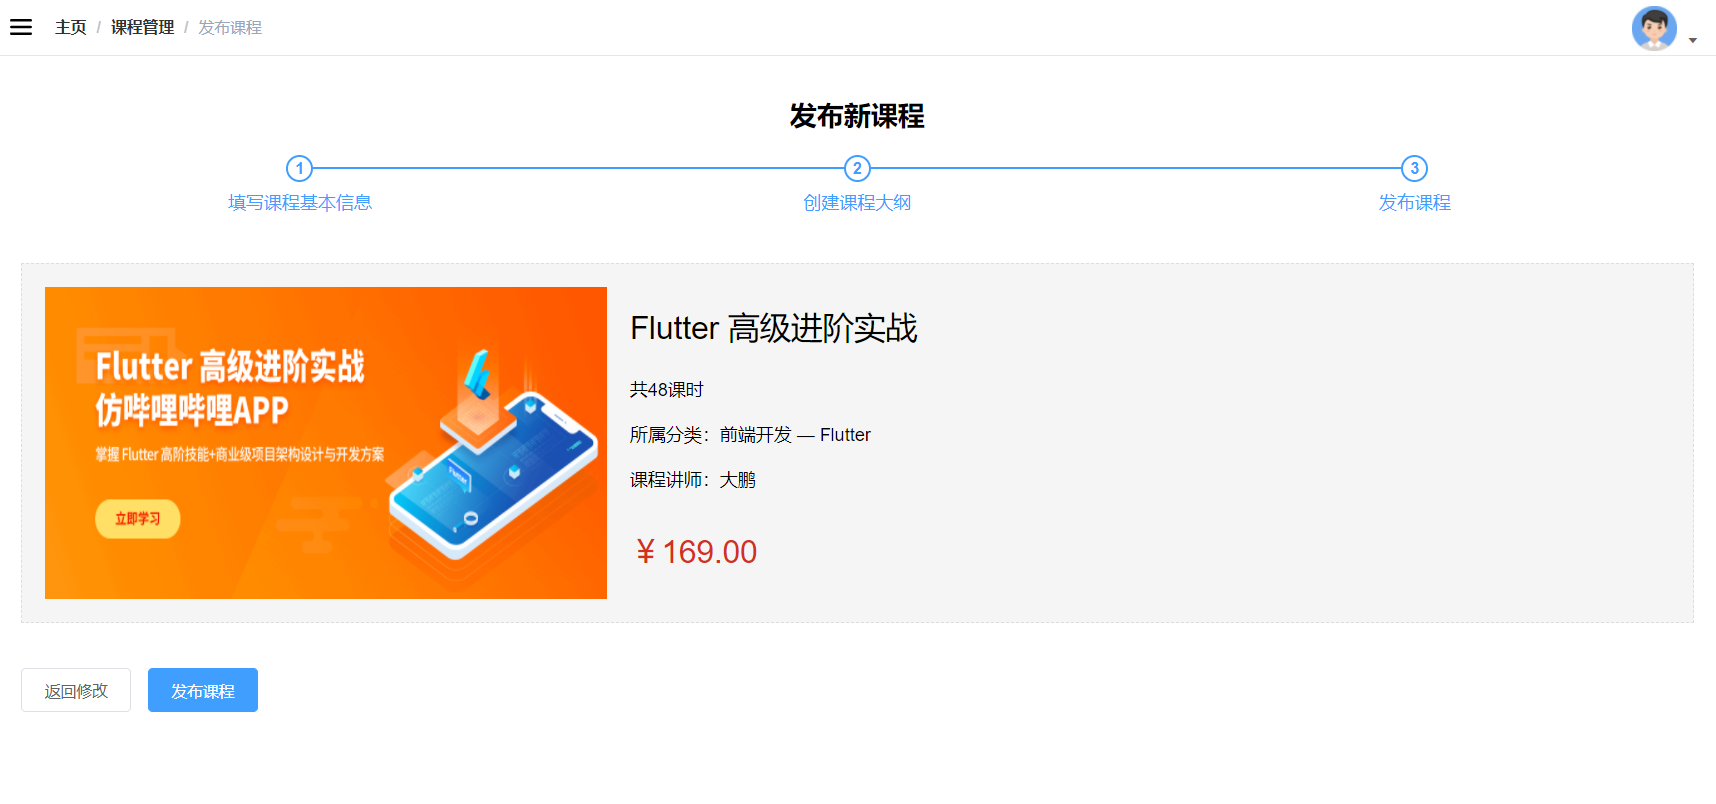 主页 / 课程管理 / 发布课程
发布新课程
1 2 3
填写课程基本信息 创建课程大纲 发布课程
Flutter 高级进阶实战
仿哔哩哔哩APP
掌握 Flutter 高阶技能+商业级项目架构设计与开发方案
立即学习
Flutter 高级进阶实战
共48课时
所属分类：前端开发 — Flutter
课程讲师：大鹏
￥169.00
返回修改 发布课程